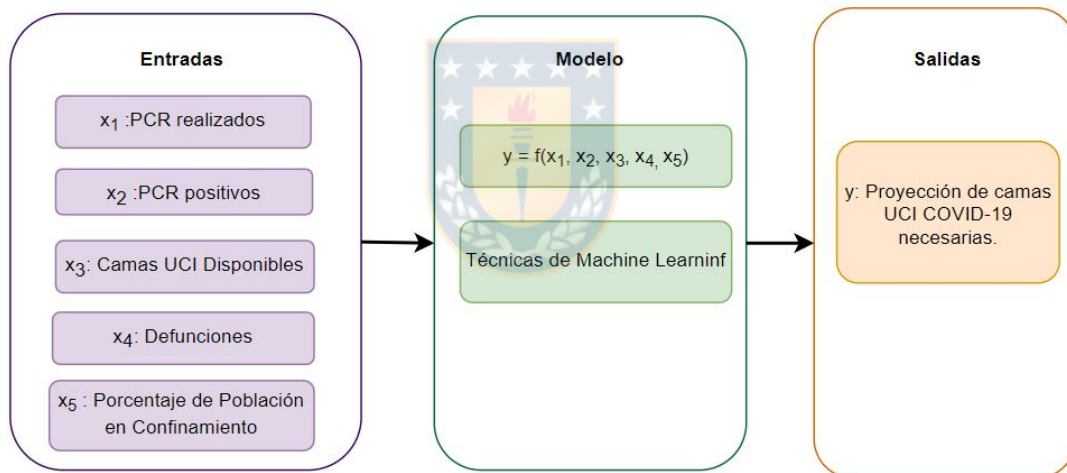 Entradas
x1 :PCR realizados
x2 :PCR positivos
x3: Camas UCI Disponibles
x4: Defunciones
x5 : Porcentaje de Población
en Confinamiento
Modelo
y = f(x1, x2, x3, x4, x5)
Técnicas de Machine Learninf
Salidas
y: Proyección de camas
UCI COVID-19
necesarias.